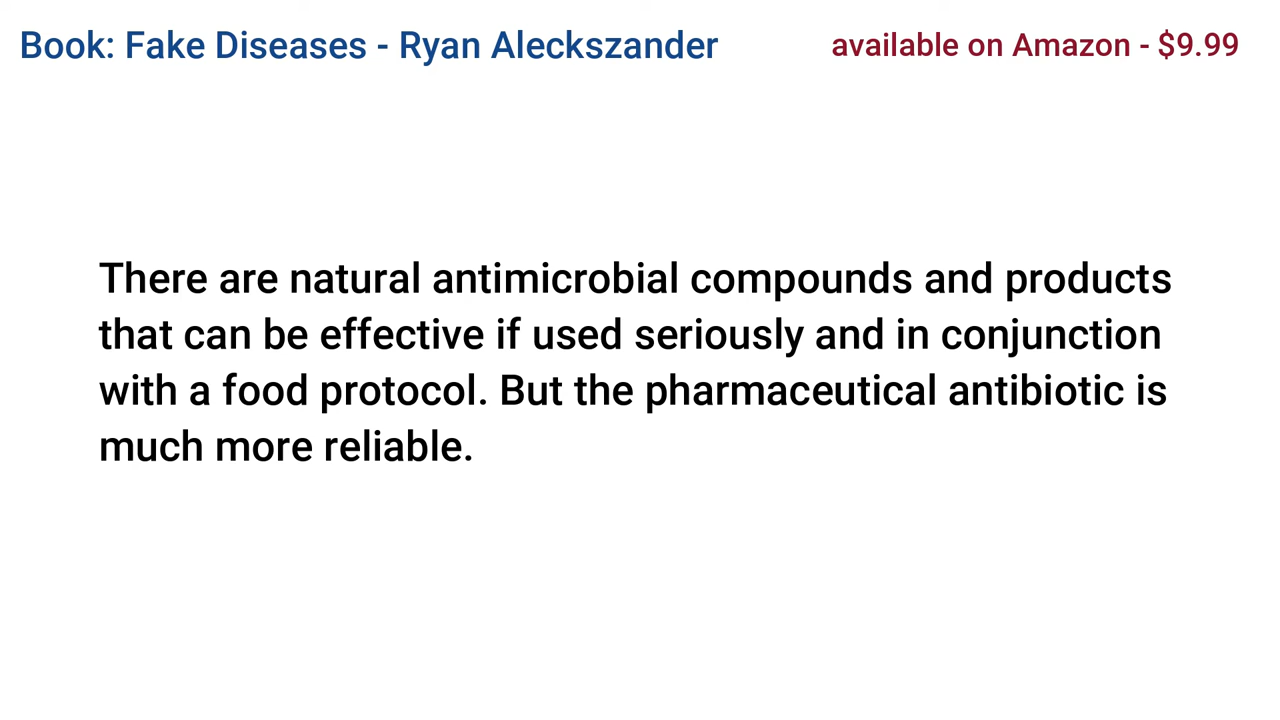 Book: Fake Diseases - Ryan Aleckszander
available on Amazon - $9.99
There are natural antimicrobial compounds and products
that can be effective if used seriously and in conjunction
with a food protocol. But the pharmaceutical antibiotic is
much more reliable.